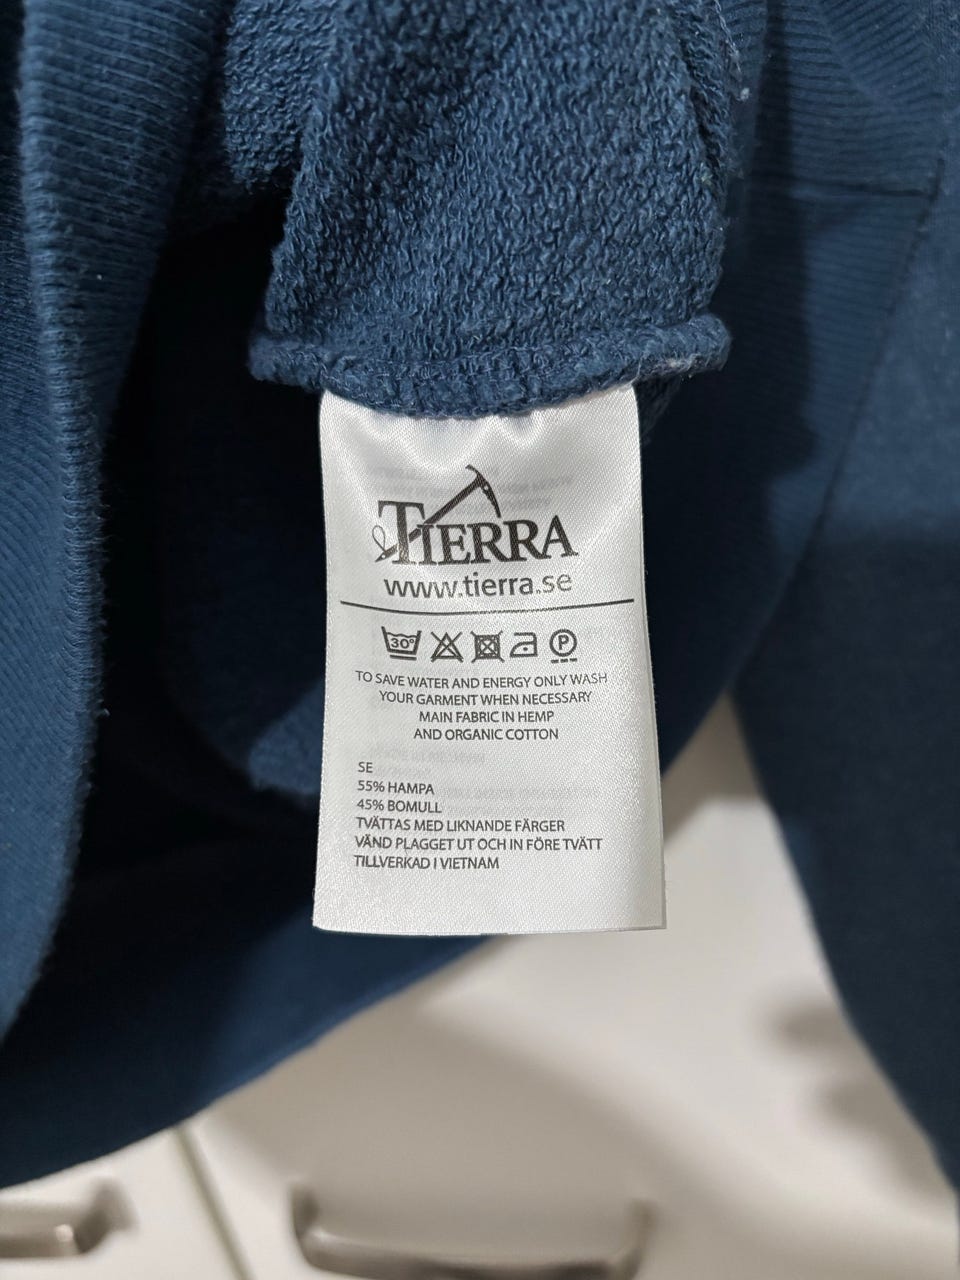 TIERRA
www.tierra.se
30° P
TO SAVE WATER AND ENERGY ONLY WASH
YOUR GARMENT WHEN NECESSARY
MAIN FABRIC IN HEMP
AND ORGANIC COTTON
SE
55% HAMPA
45% BOMULL
TVÄTTAS MED LIKNANDE FÄRGER
VÄND PLAGGET UT OCH IN FÖRE TVÄTT
TILLVERKAD I VIETNAM